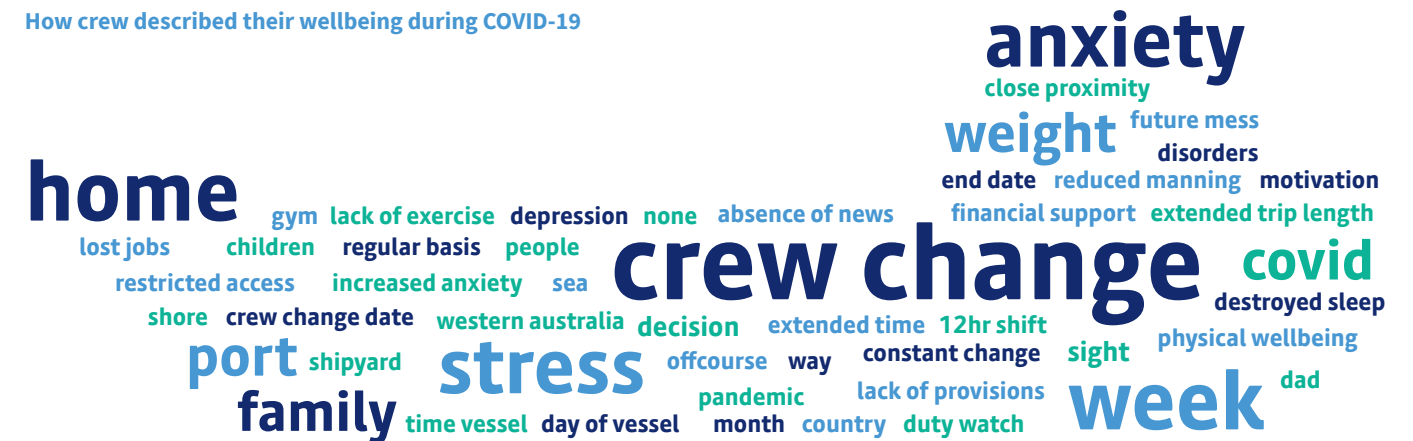 How crew described their wellbeing during COVID-19
anxiety
close proximity
weight
future mess
disorders
home
end date
reduced manning
motivation
gym
lack of exercise
depression
none
absence of news
financial support
extended trip length
lost jobs
children
regular basis
people
crew change
covid
restricted access
increased anxiety
sea
destroyed sleep
shore
crew change date
western australia
decision
extended time
12hr shift
physical wellbeing
port
shipyard
stress
offcourse
way
constant change
sight
family
pandemic
lack of provisions
week
dad
time vessel
day of vessel
month
country
duty watch